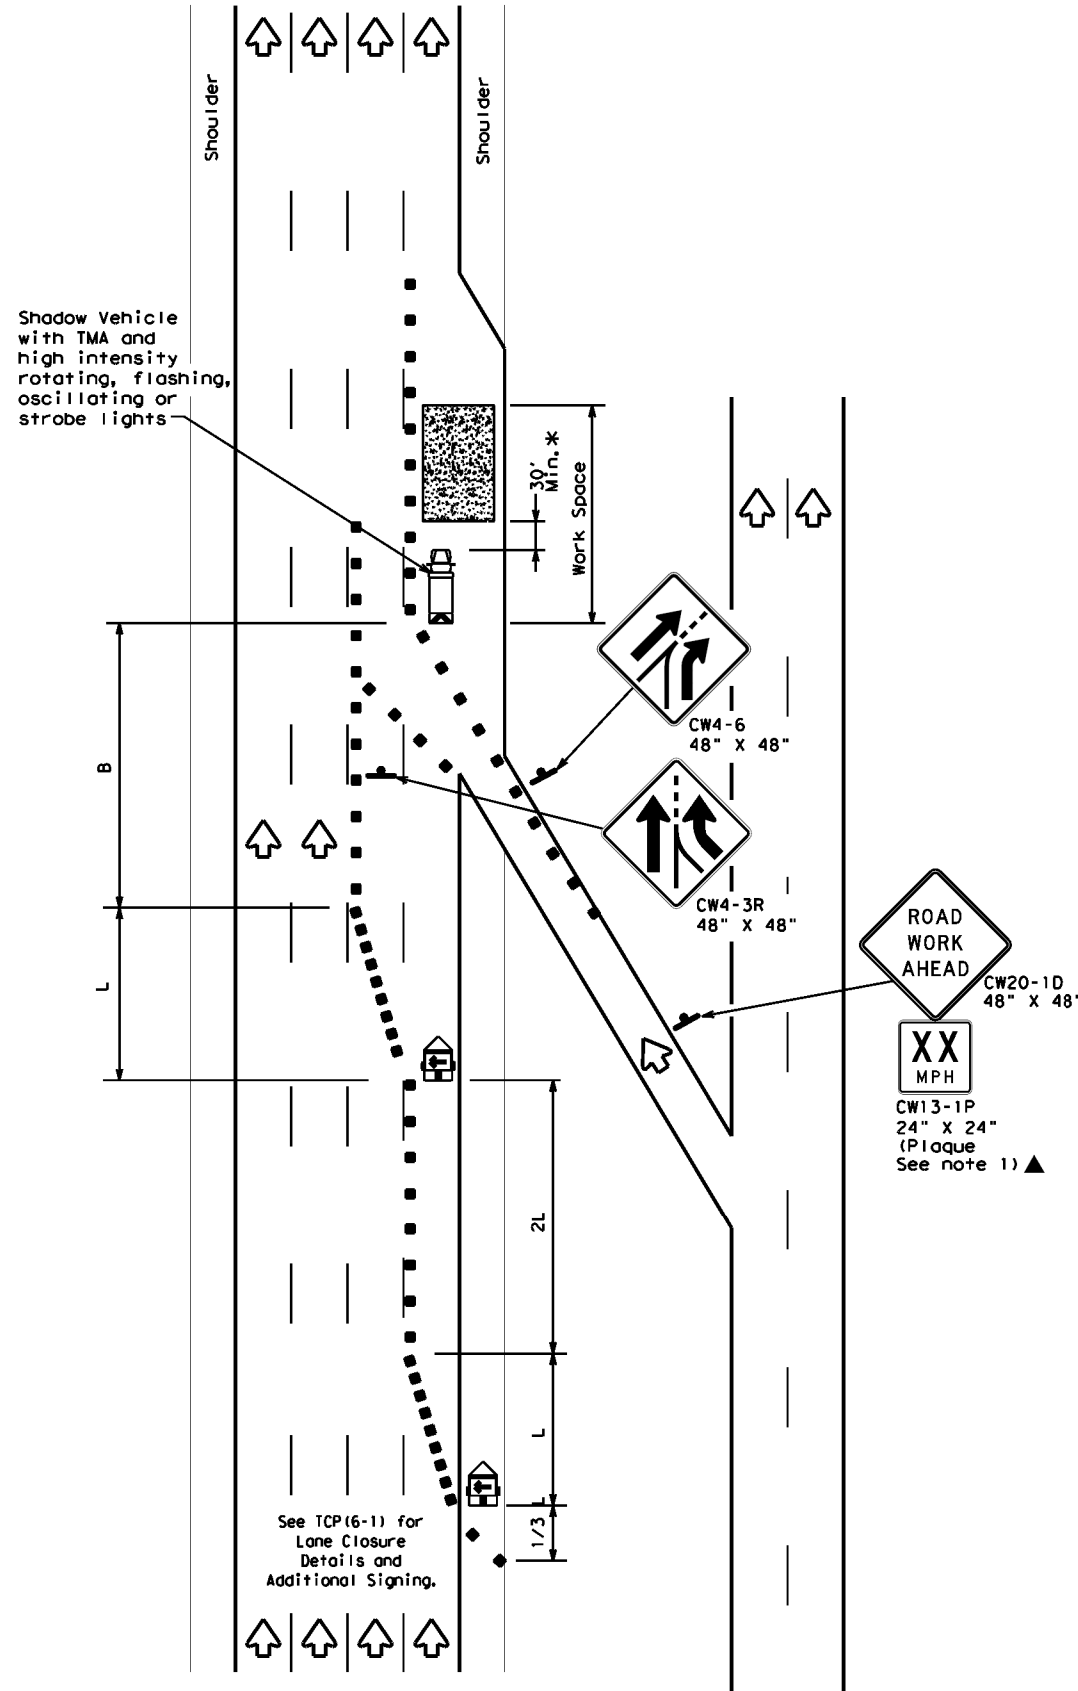 Shoulder
Shoulder
Shadow Vehicle
with TMA and
high intensity
rotating, flashing,
oscillating or
strobe lights
30'
Min.*
Work Space
CW4-6
48" X 48"
B
CW4-3R
48" X 48"
ROAD
WORK
AHEAD
CW20-1D
48" X 48"
L
XX
MPH
CW13-1P
24" X 24"
(Plaque
See note 1)▲
2L
L
1/3 L
See TCP(6-1) for
Lane Closure
Details and
Additional Signing.